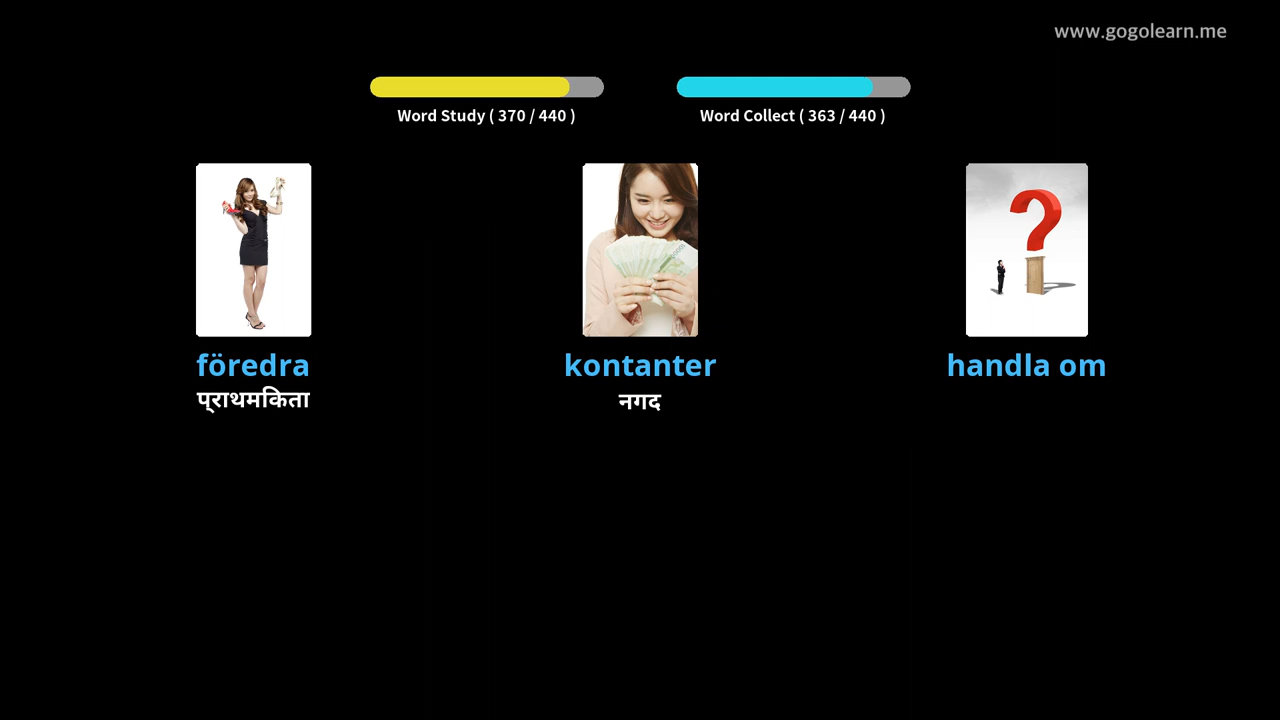 www.gogolearn.me
Word Study ( 370 / 440 )
Word Collect ( 363 / 440 )
föredra
kontanter
handla om
प्राथमिकता
नगद